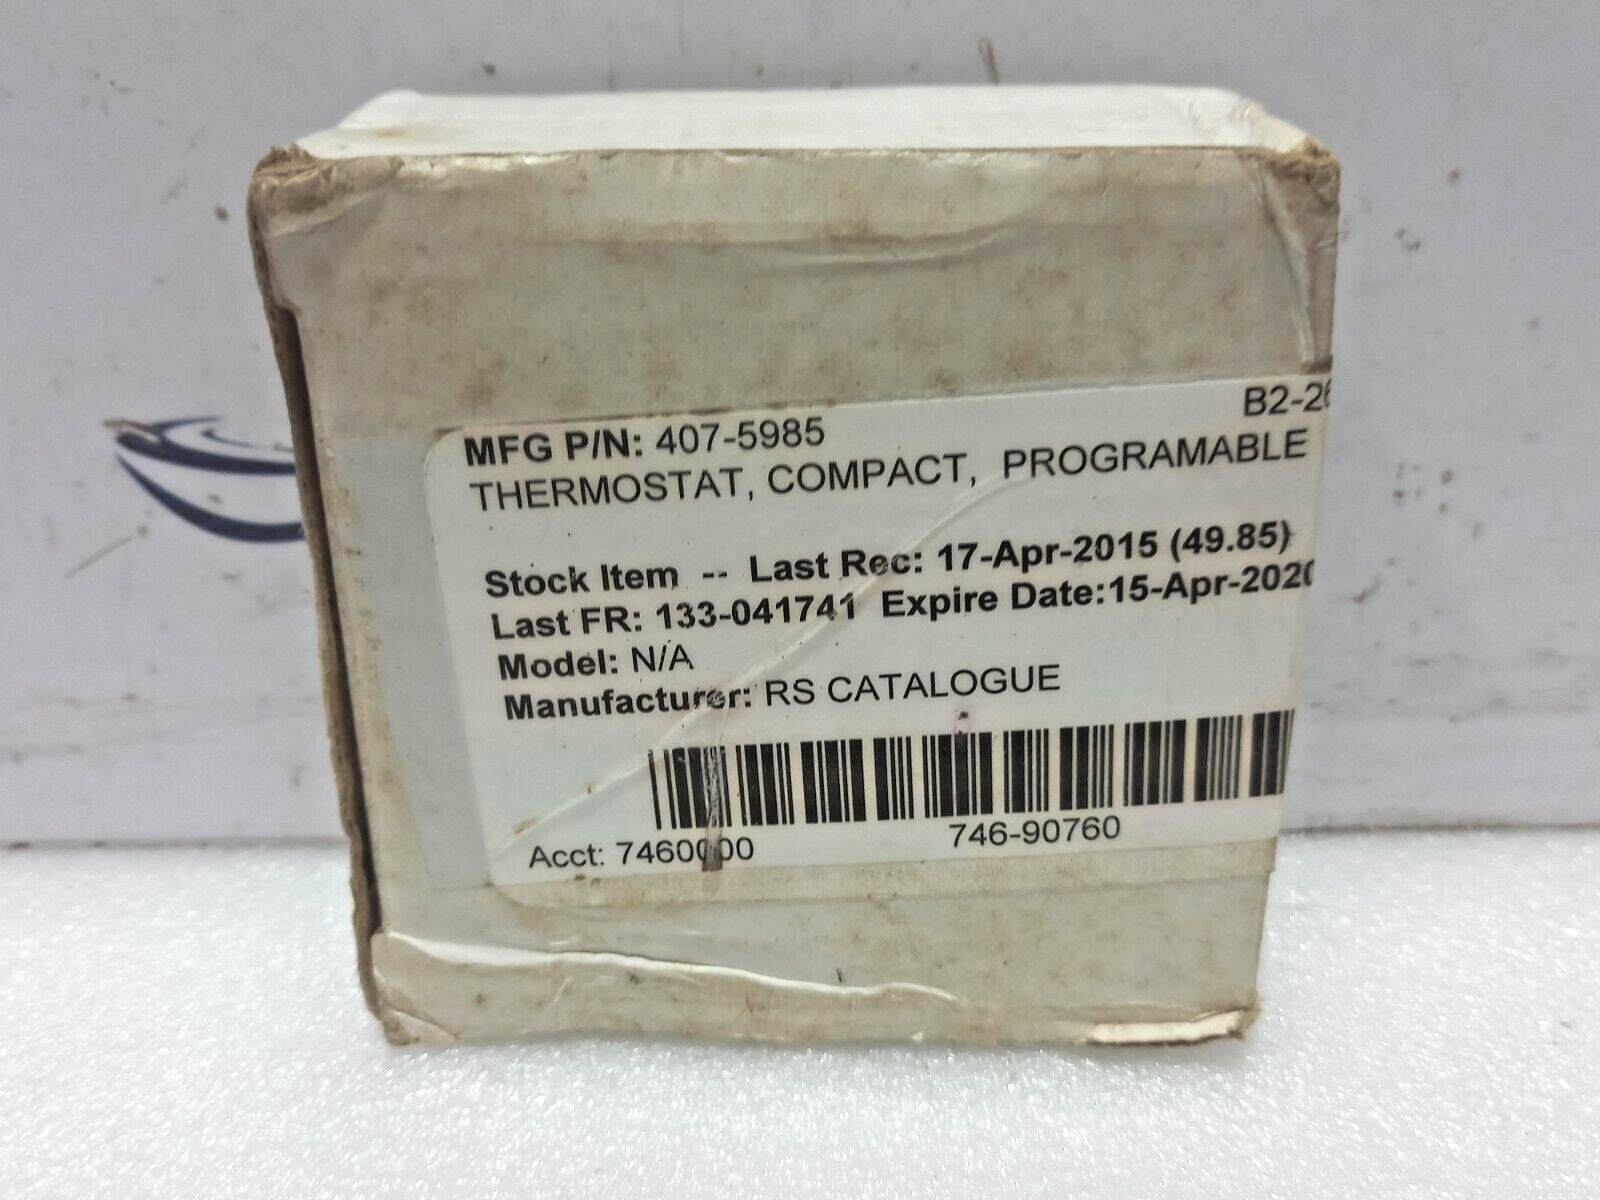 B2-26
MFG P/N: 407-5985
THERMOSTAT, COMPACT, PROGRAMABLE
Stock Item -- Last Rec: 17-Apr-2015 (49.85)
Last FR: 133-041741 Expire Date:15-Apr-2020
Model: N/A
Manufacturer: RS CATALOGUE
Acct: 7460000 746-90760